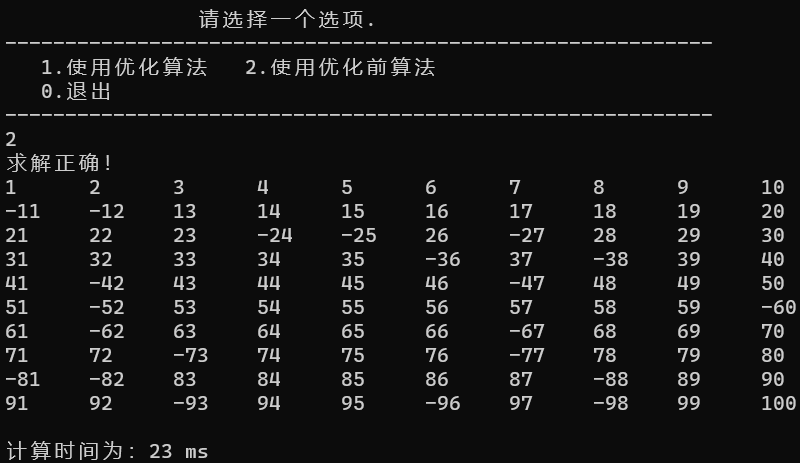 请选择一个选项.
-----------------------------------------------------------
1.使用优化算法 2.使用优化前算法
0.退出
-----------------------------------------------------------
2
求解正确!
1 2 3 4 5 6 7 8 9 10
-11 -12 13 14 15 16 17 18 19 20
21 22 23 -24 -25 26 -27 28 29 30
31 32 33 34 35 -36 37 -38 39 40
41 -42 43 44 45 46 -47 48 49 50
51 -52 53 54 55 56 57 58 59 -60
61 -62 63 64 65 66 -67 68 69 70
71 72 -73 74 75 76 -77 78 79 80
-81 -82 83 84 85 86 87 -88 89 90
91 92 -93 94 95 -96 97 -98 99 100
计算时间为: 23 ms